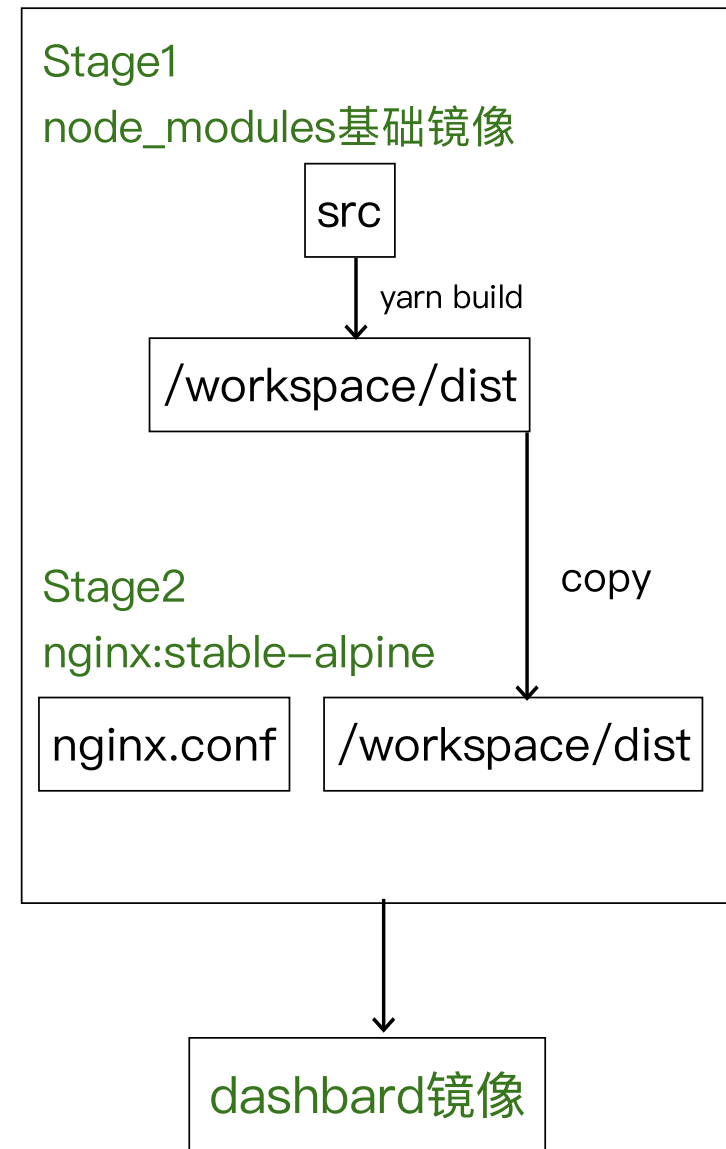 Stage1
node_modules基础镜像
src
yarn build
/workspace/dist
copy
Stage2
nginx:stable–alpine
nginx.conf
/workspace/dist
dashbard镜像